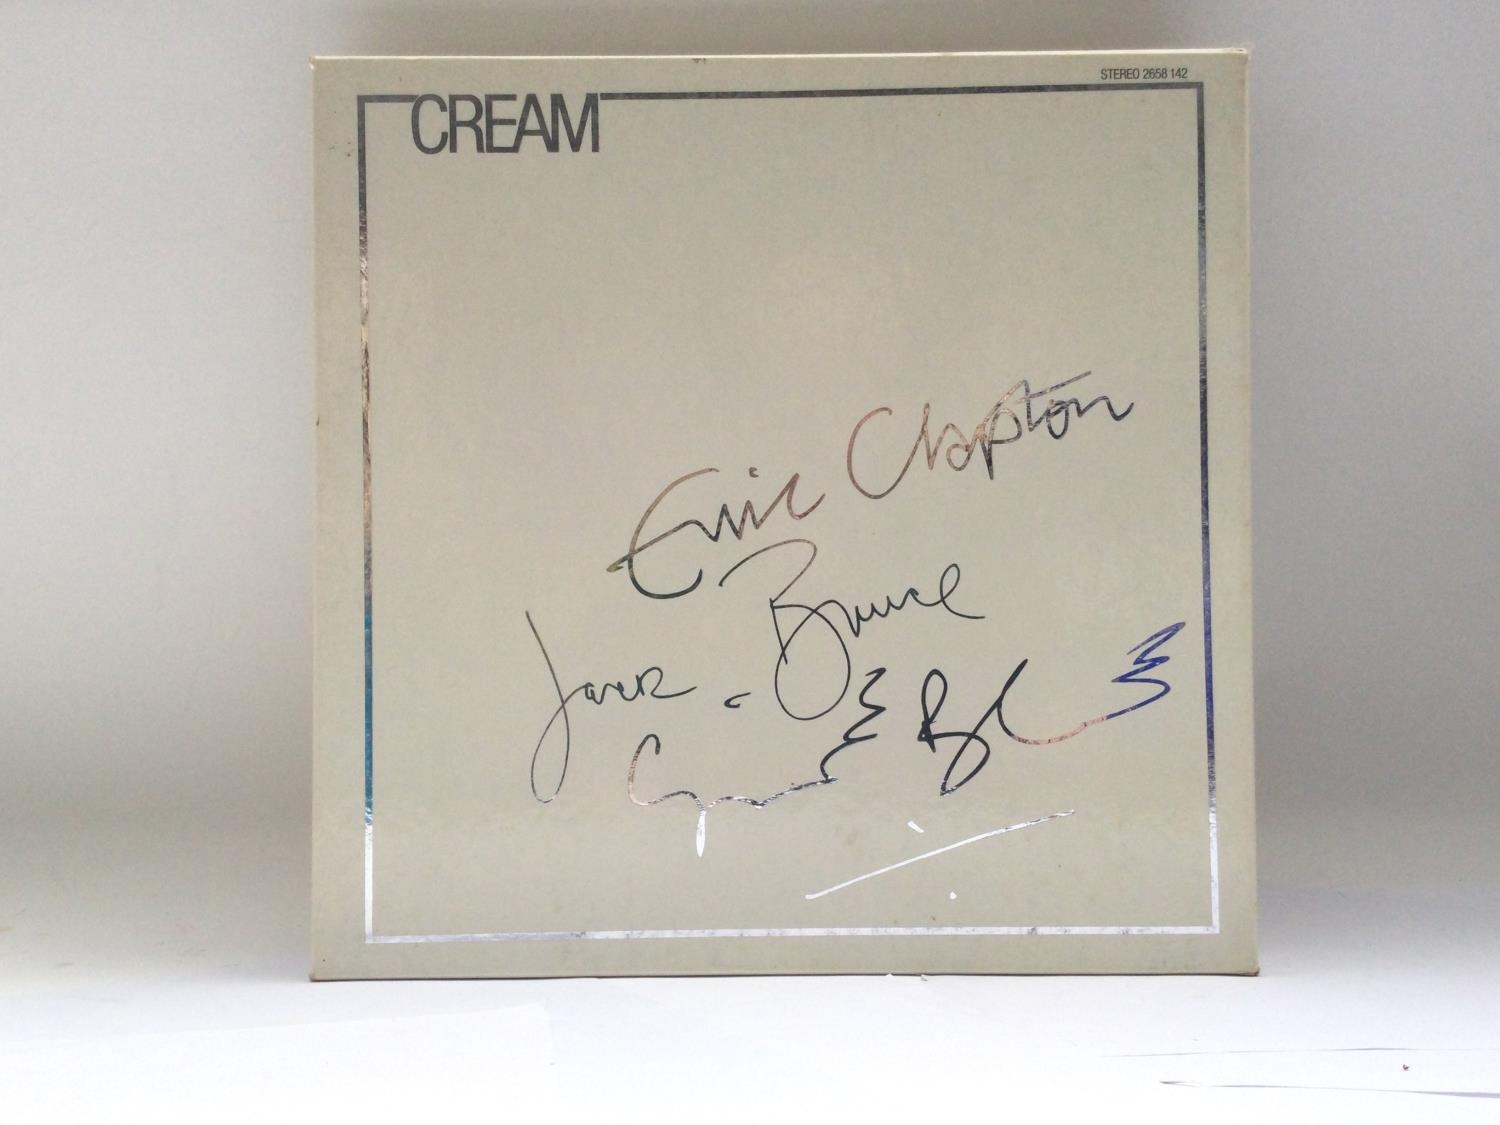 STEREO 2658 142
CREAM
Eric Clapton
Jack Bruce